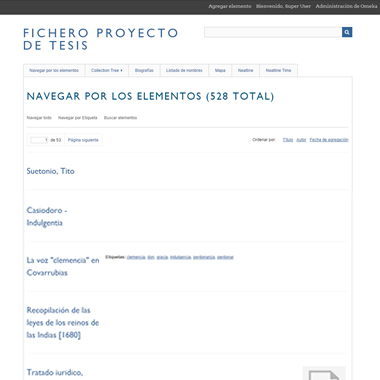 Agregar elemento Bienvenido, Super User Administración de Omeka
FICHERO PROYECTO
DE TESIS
Navegar por los elementos Collection Tree Biografías Listado de nombres Mapa Neatline Neatline Time
NAVEGAR POR LOS ELEMENTOS (528 TOTAL)
Navegar todo Navegar por Etiqueta Buscar elementos
1 de 53 Página siguiente Ordenar por: Título Autor Fecha de agregación
Suetonio, Tito
Casiodoro -
Indulgentia
La voz "clemencia" en
Covarrubias
Etiquetas: clemencia, don, gracia, indulgencia, perdonanza, perdonar
Recopilación de las
leyes de los reinos de
las Indias [1680]
Tratado iuridico,